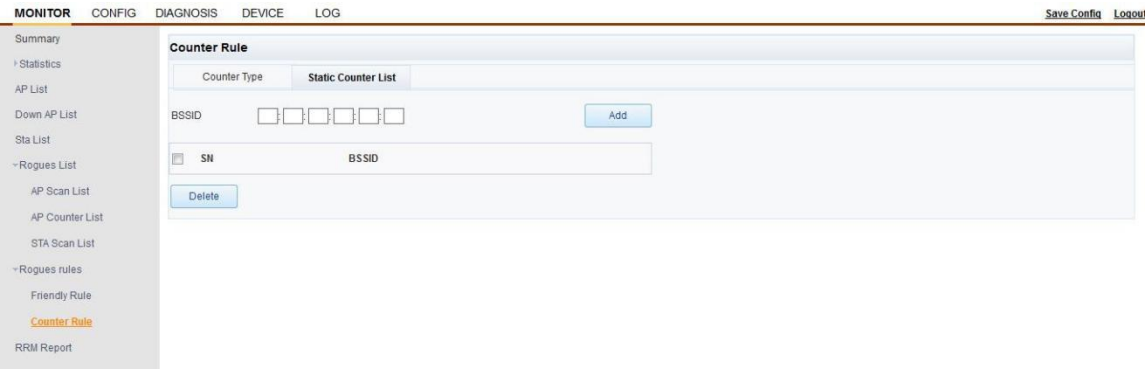 MONITOR CONFIG DIAGNOSIS DEVICE LOG Save Config Logout
Summary
Statistics
AP List
Down AP List
Sta List
Rogues List
AP Scan List
AP Counter List
STA Scan List
Rogues rules
Friendly Rule
Counter Rule
RRM Report
Counter Rule
Counter Type Static Counter List
BSSID : : : : : Add
SN BSSID
Delete